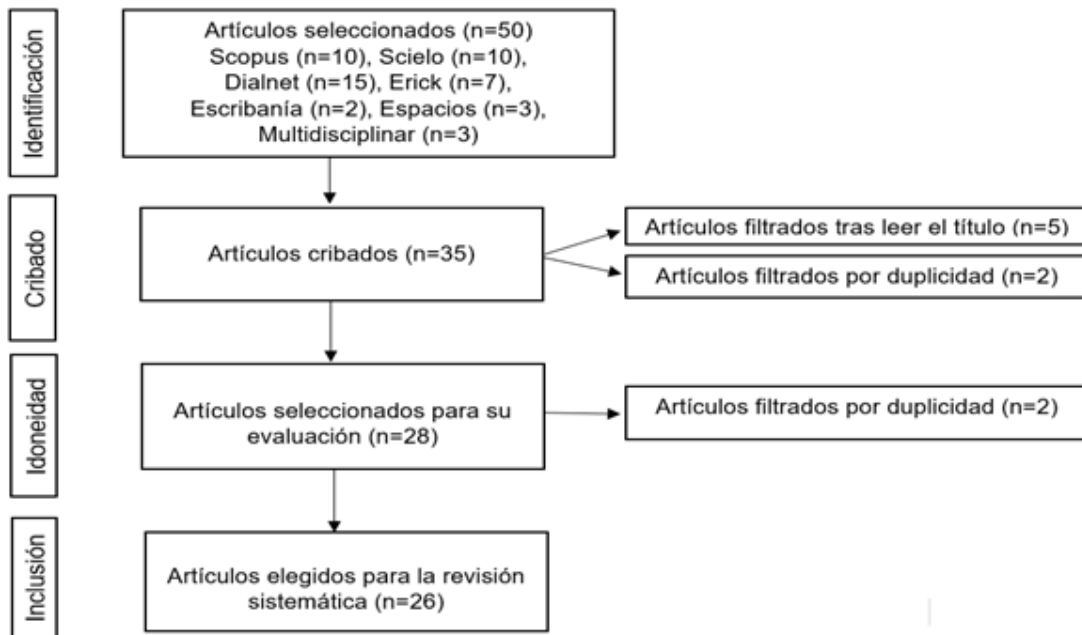 Identificación
Artículos seleccionados (n=50)
Scopus (n=10), Scielo (n=10),
Dialnet (n=15), Erick (n=7),
Escribanía (n=2), Espacios (n=3),
Multidisciplinar (n=3)
Cribado
Artículos cribados (n=35)
Artículos filtrados tras leer el título (n=5)
Artículos filtrados por duplicidad (n=2)
Idoneidad
Artículos seleccionados para su
evaluación (n=28)
Artículos filtrados por duplicidad (n=2)
Inclusión
Artículos elegidos para la revisión
sistemática (n=26)